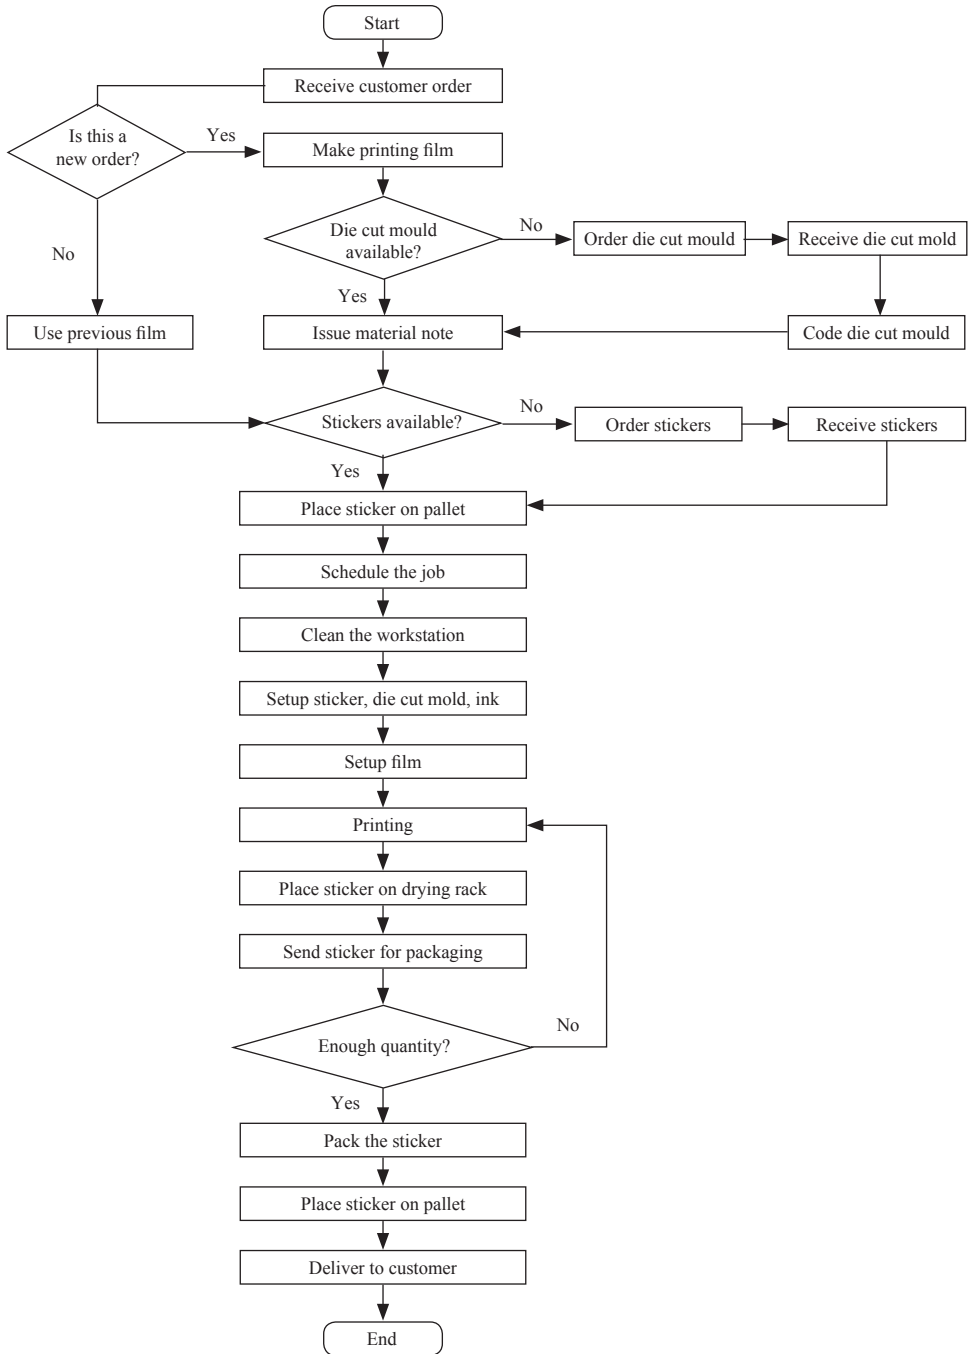 Start
Receive customer order
Is this a
new order?
Yes
Make printing film
Die cut mould
available?
No
Order die cut mould
Receive die cut mold
No
Yes
Use previous film
Issue material note
Code die cut mould
Stickers available?
No
Order stickers
Receive stickers
Yes
Place sticker on pallet
Schedule the job
Clean the workstation
Setup sticker, die cut mold, ink
Setup film
Printing
Place sticker on drying rack
Send sticker for packaging
Enough quantity?
No
Yes
Pack the sticker
Place sticker on pallet
Deliver to customer
End